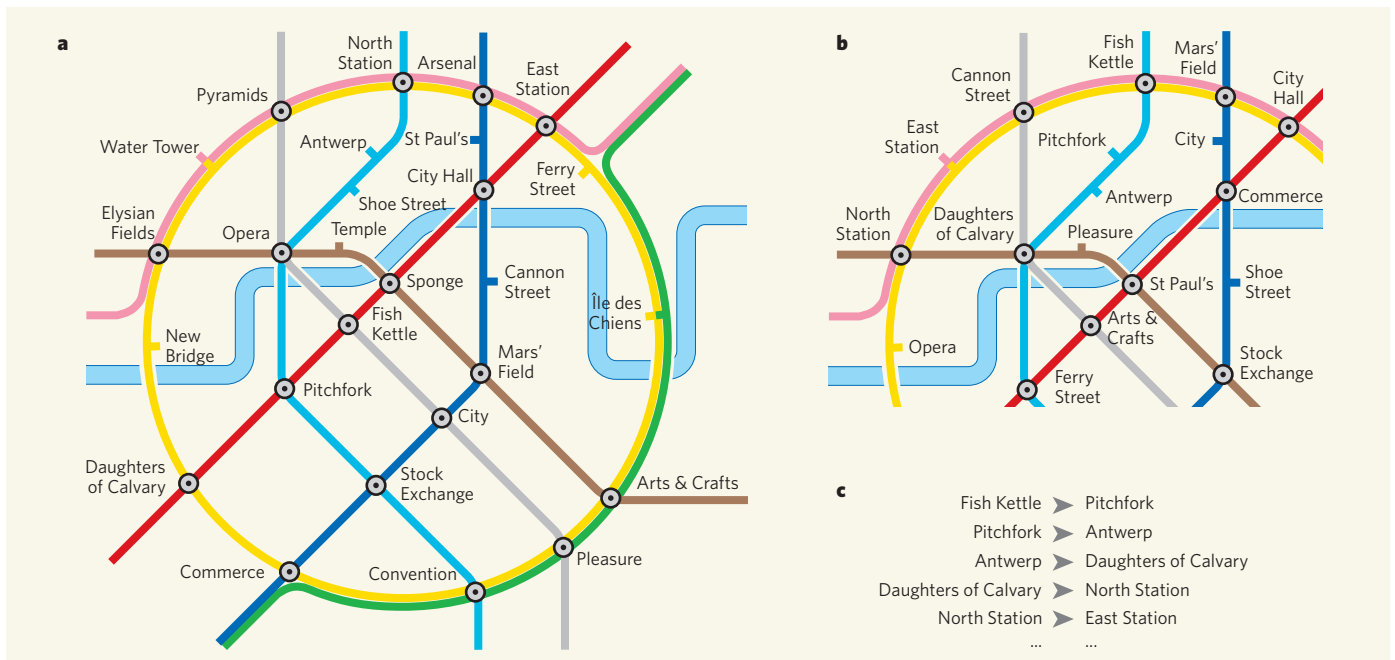 a
North
Station
Arsenal
East
Station
Pyramids
Water Tower
Antwerp
St Paul's
Ferry
Street
City Hall
Shoe Street
Elysian
Fields
Opera
Temple
Sponge
Cannon
Street
Île des
Chiens
Fish
Kettle
New
Bridge
Mars'
Field
Pitchfork
City
Daughters
of Calvary
Stock
Exchange
Arts & Crafts
Commerce
Convention
Pleasure
b
Fish
Kettle
Mars'
Field
Cannon
Street
City
Hall
East
Station
Pitchfork
City
Antwerp
Commerce
North
Station
Daughters
of Calvary
Pleasure
St Paul's
Shoe
Street
Arts &
Crafts
Opera
Stock
Exchange
Ferry
Street
c
Fish Kettle Pitchfork
Pitchfork Antwerp
Antwerp Daughters of Calvary
Daughters of Calvary North Station
North Station East Station
... ...